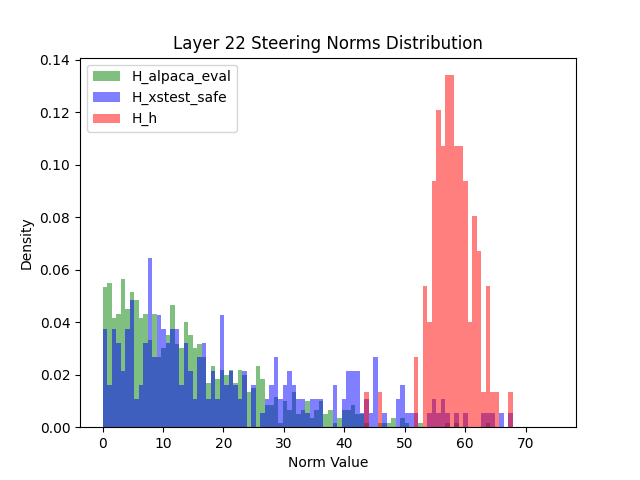 Layer 22 Steering Norms Distribution
0.14
0.12
0.10
0.08
0.06
0.04
0.02
0.00
Density
H_alpaca_eval
H_xstest_safe
H_h
0 10 20 30 40 50 60 70
Norm Value